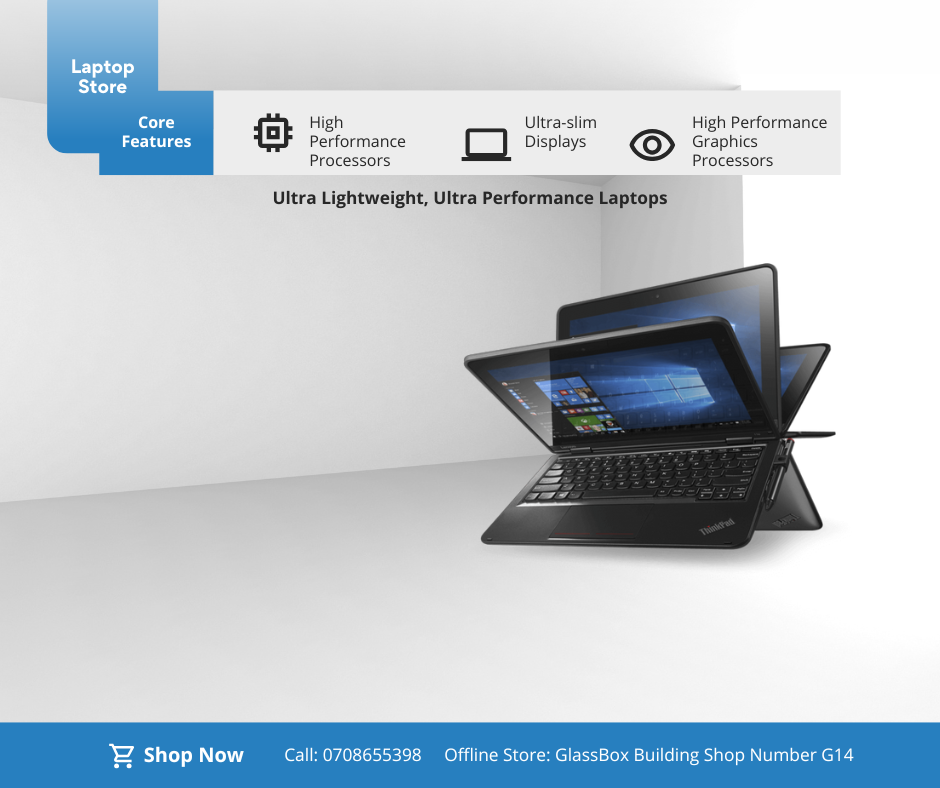 Laptop
Store
Core
Features
High
Performance
Processors
Ultra-slim
Displays
High Performance
Graphics
Processors
Ultra Lightweight, Ultra Performance Laptops
ThinkPad
Shop Now
Call: 0708655398
Offline Store: GlassBox Building Shop Number G14